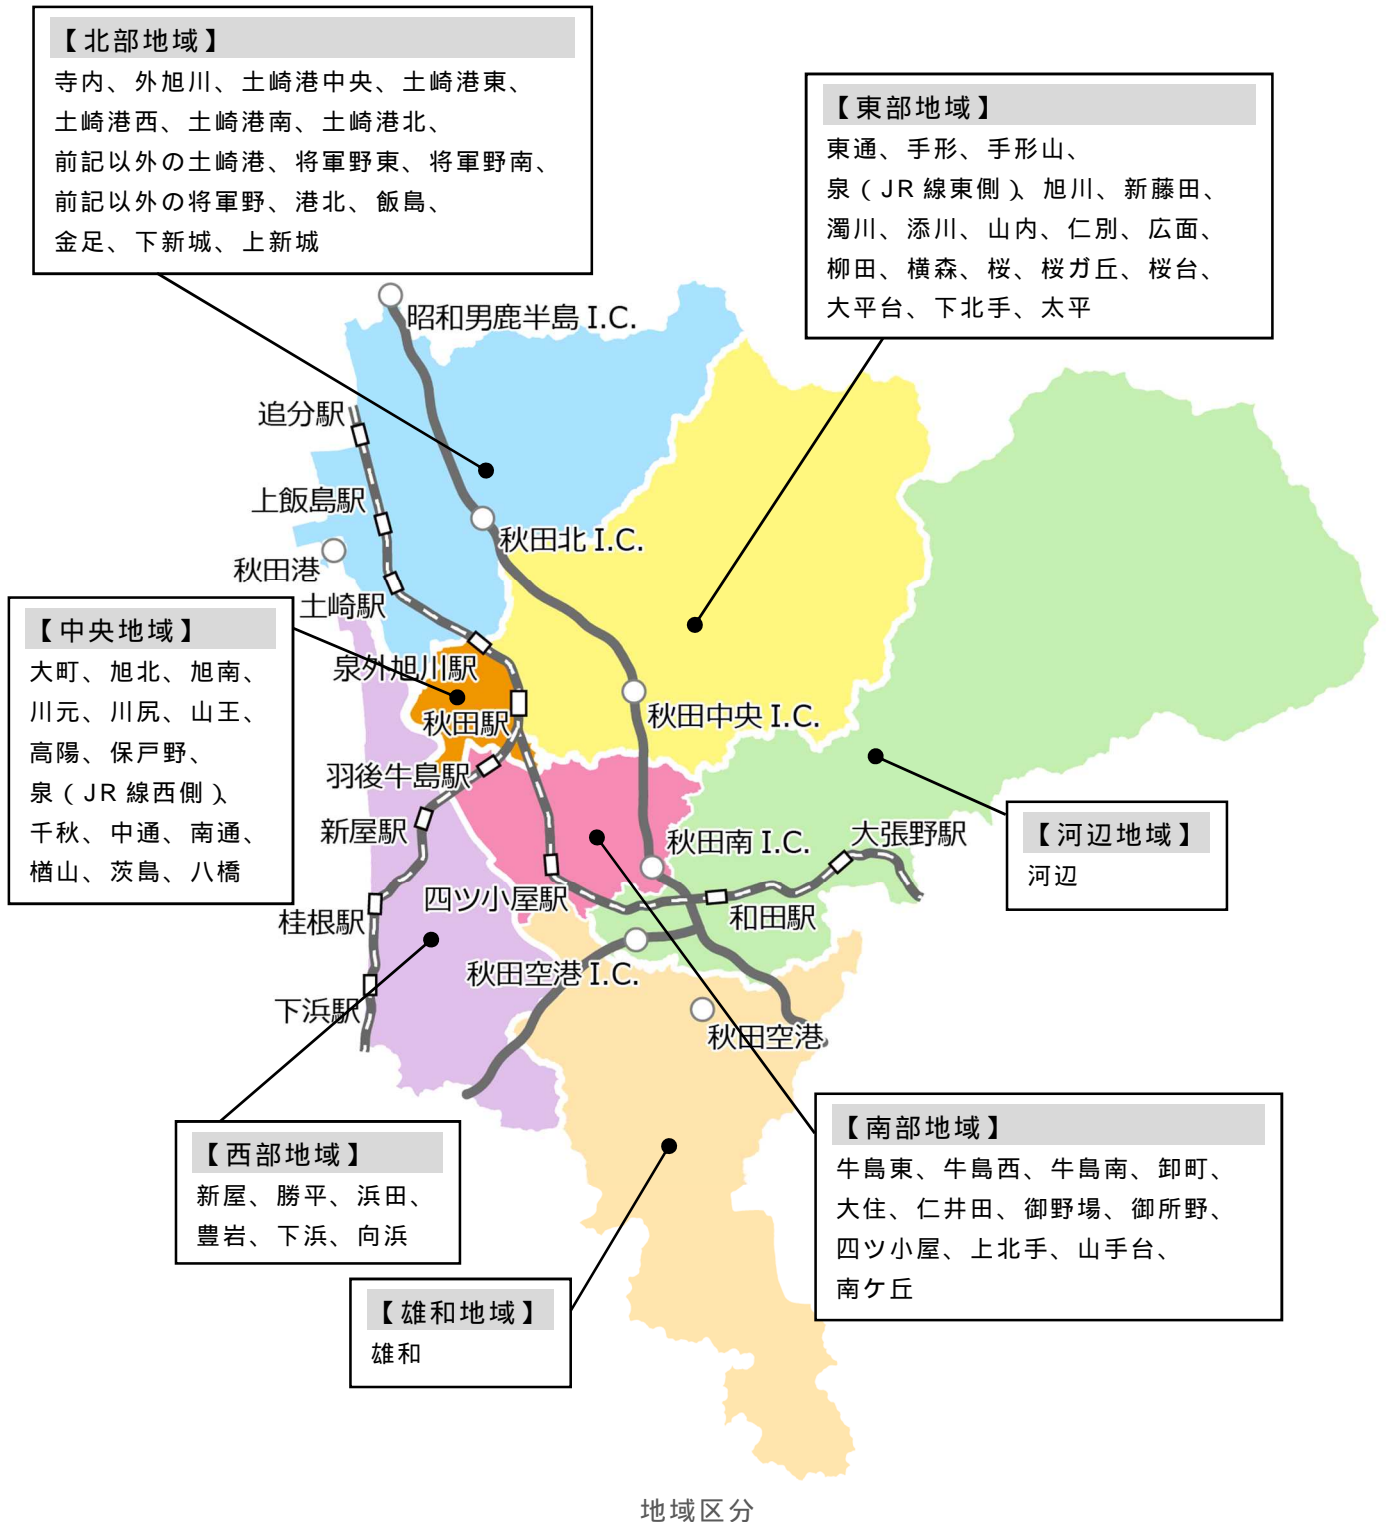 【北部地域】
寺内、外旭川、土崎港中央、土崎港東、
土崎港西、土崎港南、土崎港北、
前記以外の土崎港、将軍野東、将軍野南、
前記以外の将軍野、港北、飯島、
金足、下新城、上新城
【東部地域】
東通、手形、手形山、
泉（JR線東側）、旭川、新藤田、
濁川、添川、山内、仁別、広面、
柳田、横森、桜、桜ガ丘、桜台、
大平台、下北手、太平
昭和男鹿半島 I.C.
追分駅
上飯島駅
秋田北 I.C.
秋田港
土崎駅
【中央地域】
大町、旭北、旭南、
川元、川尻、山王、
高陽、保戸野、
泉（JR線西側）、
千秋、中通、南通、
楢山、茨島、八橋
泉外旭川駅
秋田駅
秋田中央 I.C.
羽後牛島駅
新屋駅
秋田南 I.C.
大張野駅
【河辺地域】
河辺
四ツ小屋駅
桂根駅
和田駅
秋田空港 I.C.
下浜駅
秋田空港
【西部地域】
新屋、勝平、浜田、
豊岩、下浜、向浜
【南部地域】
牛島東、牛島西、牛島南、卸町、
大住、仁井田、御野場、御所野、
四ツ小屋、上北手、山手台、
南ケ丘
【雄和地域】
雄和
地域区分